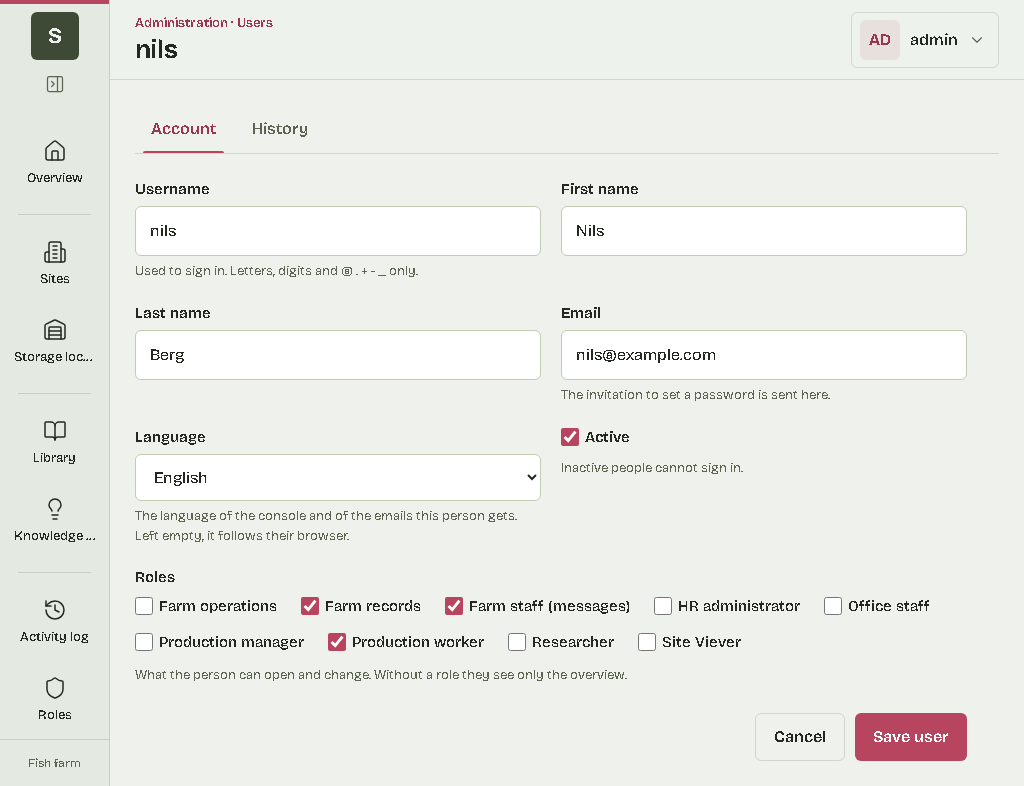 S
Administration · Users
nils
AD admin
Overview
Sites
Storage loc...
Library
Knowledge ...
Activity log
Roles
Fish farm
Account History
Username
nils
Used to sign in. Letters, digits and @ . + - _ only.
First name
Nils
Last name
Berg
Email
nils@example.com
The invitation to set a password is sent here.
Language
English
The language of the console and of the emails this person gets.
Left empty, it follows their browser.
Active
Inactive people cannot sign in.
Roles
Farm operations Farm records Farm staff (messages) HR administrator Office staff
Production manager Production worker Researcher Site Viever
What the person can open and change. Without a role they see only the overview.
Cancel Save user